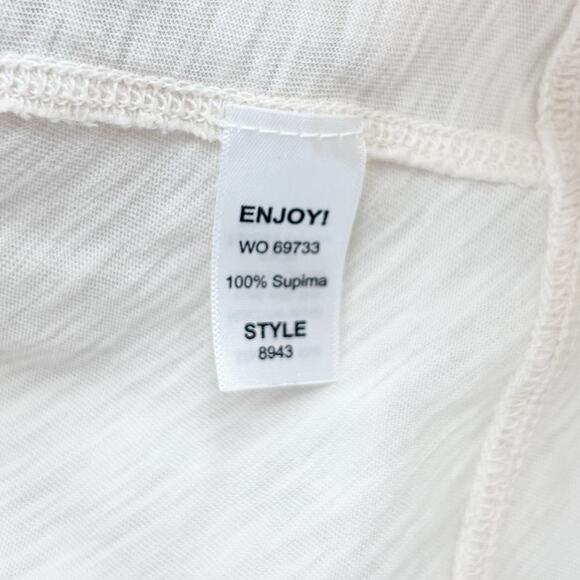 ENJOY!
WO 69733
100% Supima
STYLE
8943